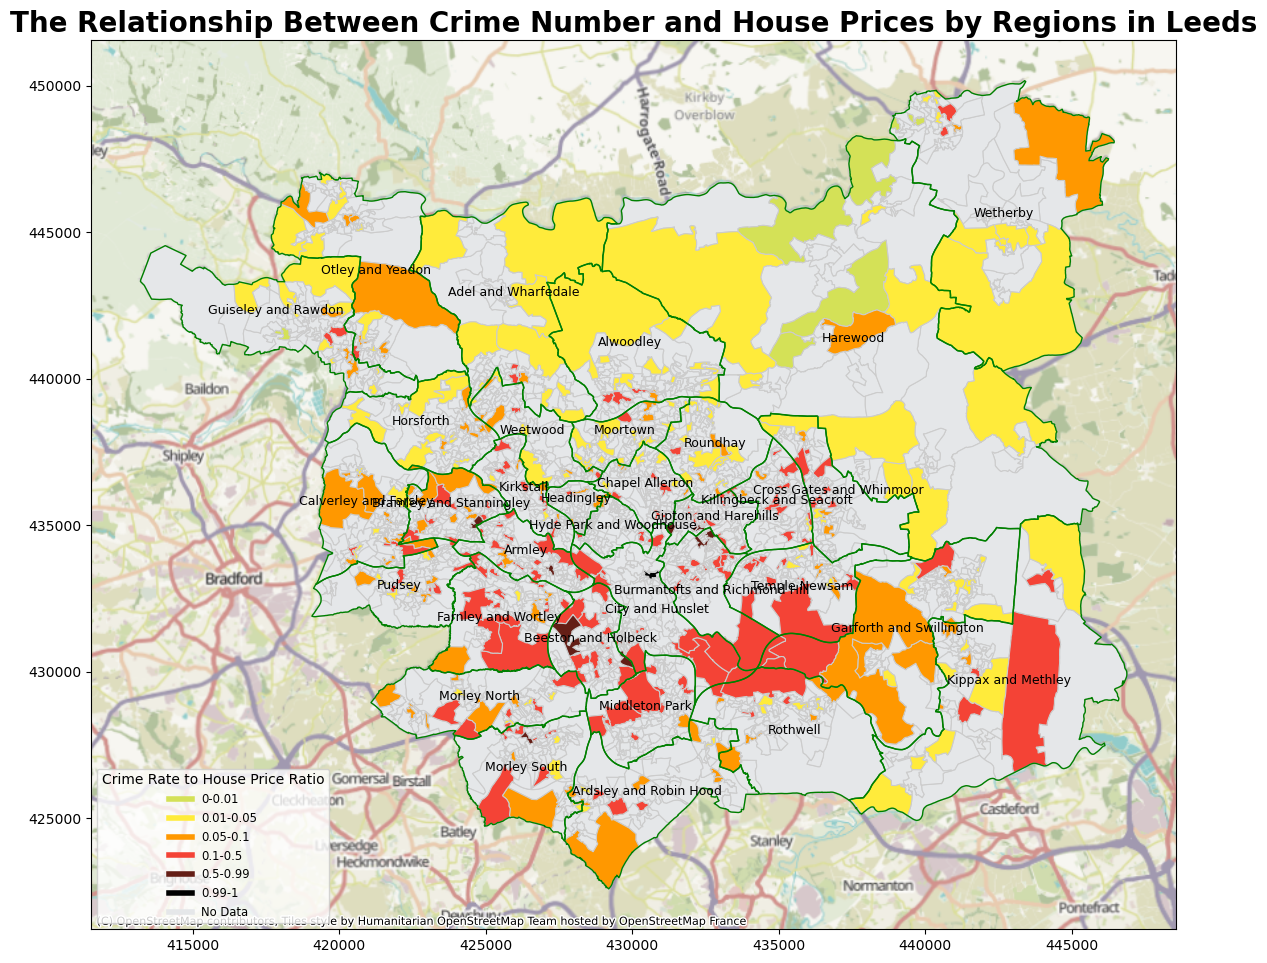 The Relationship Between Crime Number and House Prices by Regions in Leeds
450000
445000
440000
435000
430000
425000
Kirkby
Overblow
Harrogate Road
Wetherby
Otley and Yeadon
Adel and Wharfedale
Guiseley and Rawdon
Alwoodley
Harewood
Baildon
Horsforth
Weetwood
Moortown
Roundhay
Shipley
Kirkstall
Chapel Allerton
Cross Gates and Whinmoor
Calverley and Farsley
Bramley and Stanningley
Headingley
Killingbeck and Seacroft
Gipton and Harehills
Hyde Park and Woodhouse
Armley
Bradford
Pudsey
Burmantofts and Richmond Hill
Temple Newsam
City and Hunslet
Farnley and Wortley
Beeston and Holbeck
Garforth and Swillington
Kippax and Methley
Morley North
Middleton Park
Rothwell
Morley South
Ardsley and Robin Hood
Gomersal
Birstall
Cleckheaton
Castleford
Batley
Stanley
Heckmondwike
Normanton
Pontefract
Dewsbury
Crime Rate to House Price Ratio
0-0.01
0.01-0.05
0.05-0.1
0.1-0.5
0.5-0.99
0.99-1
No Data
(C) OpenStreetMap contributors, Tiles style by Humanitarian OpenStreetMap Team hosted by OpenStreetMap France
415000 420000 425000 430000 435000 440000 445000